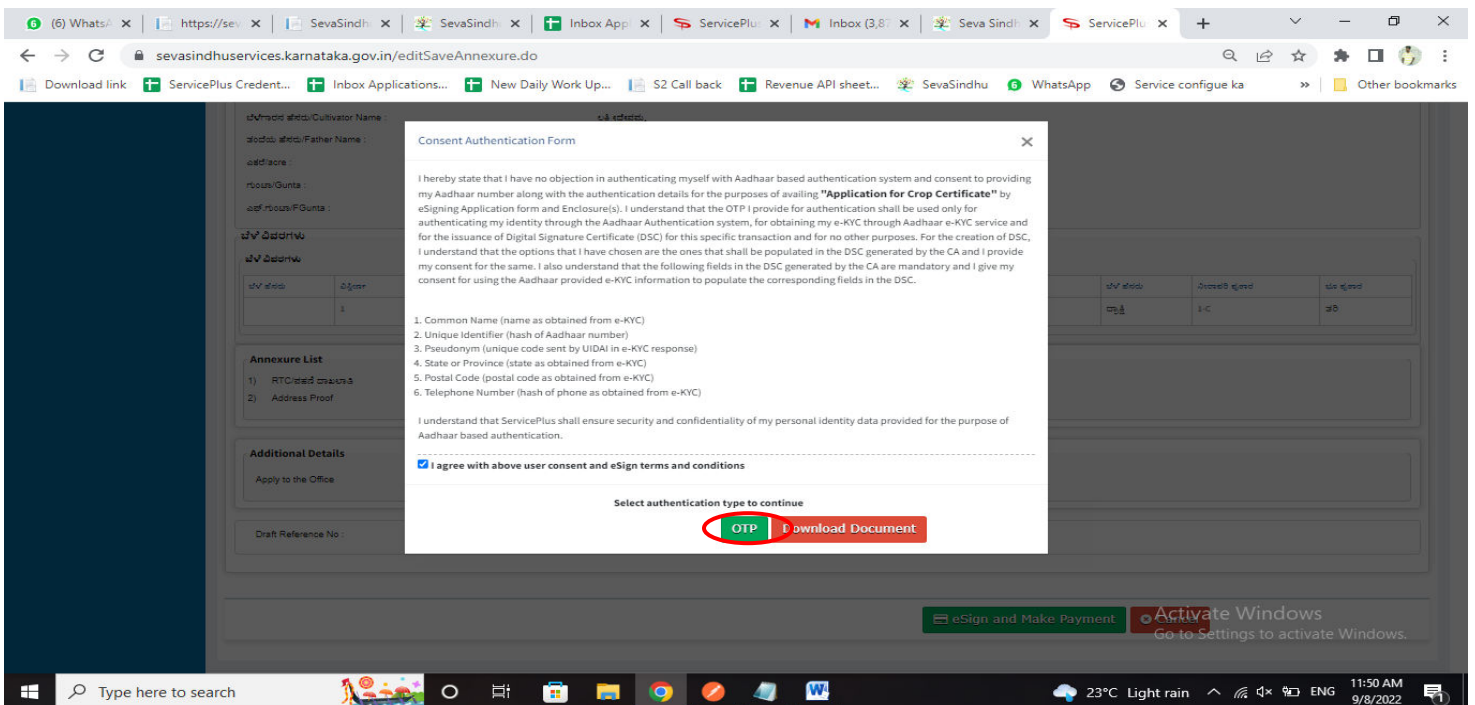 (6) WhatsA
https://sev
SevaSindh
SevaSindh
Inbox App
ServicePlu
Inbox (3,87
Seva Sindh
ServicePlu
sevasindhuservices.karnataka.gov.in/editSaveAnnexure.do
Download link
ServicePlus Credent...
Inbox Applications...
New Daily Work Up...
S2 Call back
Revenue API sheet...
SevaSindhu
WhatsApp
Service configue ka
»
Other bookmarks
ಬೆಳೆಗಾರನ ಹೆಸರು/Cultivator Name :
ತಂದೆಯ ಹೆಸರು/Father Name :
ಎಕರೆ/acre :
ಗುಂಟಾ/Gunta :
ಎಫ್.ಗುಂಟಾ/FGunta :
ಬೆಳೆ ವಿವರಗಳು
ಬೆಳೆ ವಿವರಗಳು
ಬೆಳೆ ಹೆಸರು
ಬೆಳೆ ಹೆಸರು
ನೀರಾವರಿ ಪ್ರಕಾರ
ಭೂ ಪ್ರಕಾರ
ದ್ರಾಕ್ಷಿ
1-C
ತರಿ
Consent Authentication Form
I hereby state that I have no objection in authenticating myself with Aadhaar based authentication system and consent to providing
my Aadhaar number along with the authentication details for the purposes of availing "Application for Crop Certificate" by
eSigning Application form and Enclosure(s). I understand that the OTP I provide for authentication shall be used only for
authenticating my identity through the Aadhaar Authentication system, for obtaining my e-KYC through Aadhaar e-KYC service and
for the issuance of Digital Signature Certificate (DSC) for this specific transaction and for no other purposes. For the creation of DSC,
I understand that the options that I have chosen are the ones that shall be populated in the DSC generated by the CA and I provide
my consent for the same. I also understand that the following fields in the DSC generated by the CA are mandatory and I give my
consent for using the Aadhaar provided e-KYC information to populate the corresponding fields in the DSC.
1. Common Name (name as obtained from e-KYC)
2. Unique Identifier (hash of Aadhaar number)
3. Pseudonym (unique code sent by UIDAI in e-KYC response)
4. State or Province (state as obtained from e-KYC)
5. Postal Code (postal code as obtained from e-KYC)
6. Telephone Number (hash of phone as obtained from e-KYC)
I understand that ServicePlus shall ensure security and confidentiality of my personal identity data provided for the purpose of
Aadhaar based authentication.
I agree with above user consent and eSign terms and conditions
Select authentication type to continue
OTP
Download Document
Annexure List
1) RTC/ಪಹಣಿ ದಾಖಲಾತಿ
2) Address Proof
Additional Details
Apply to the Office
Draft Reference No :
eSign and Make Payment
Cancel
Activate Windows
Go to Settings to activate Windows.
Type here to search
23°C Light rain
ENG
11:50 AM
9/8/2022